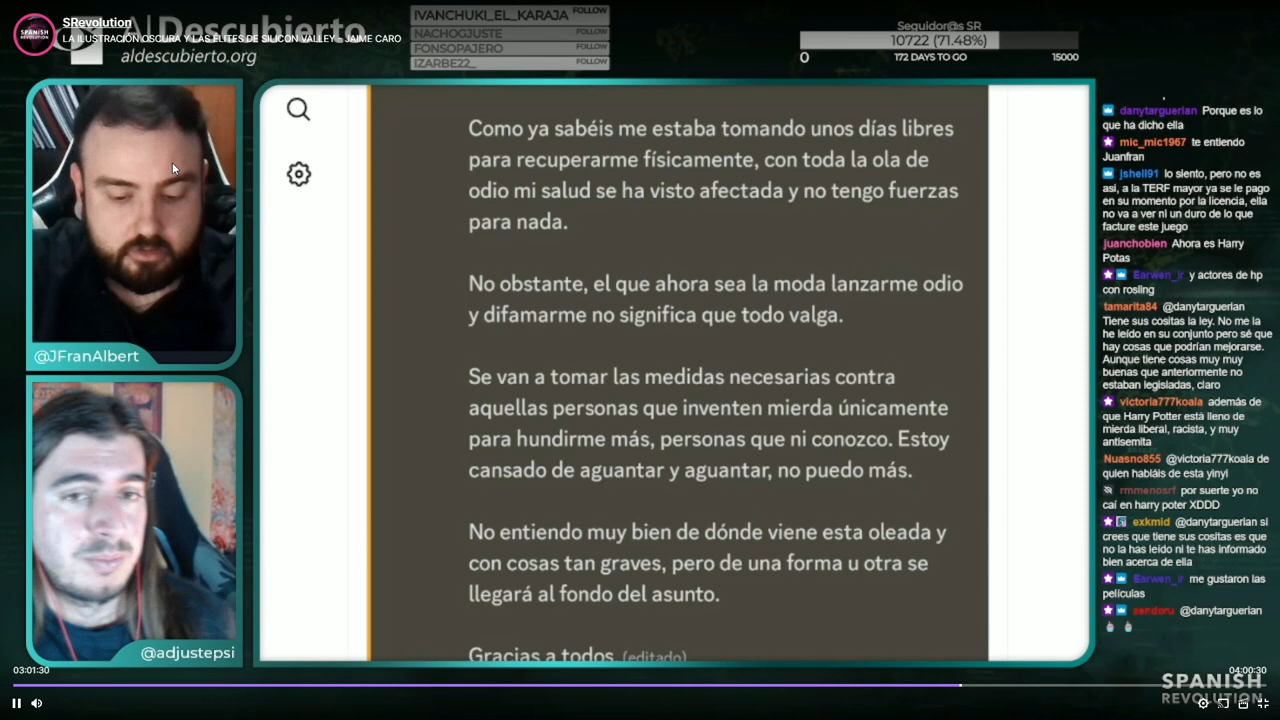 SRevolution
LA ILUSTRACIÓN OSCURA Y LAS ÉLITES DE SILICON VALLEY – JAIME CARO
SPANISH
REVOLUTION
Al Descubierto
aldescubierto.org
IVANCHUKI_EL_KARAJA FOLLOW
NACHOGJUSTE FOLLOW
FONSOPAJERO FOLLOW
IZARBE22_ FOLLOW
Seguidor@s SR
10722 (71.48%)
0 172 DAYS TO GO 15000
@JFranAlbert
@adjustepsi
Como ya sabéis me estaba tomando unos días libres
para recuperarme físicamente, con toda la ola de
odio mi salud se ha visto afectada y no tengo fuerzas
para nada.
No obstante, el que ahora sea la moda lanzarme odio
y difamarme no significa que todo valga.
Se van a tomar las medidas necesarias contra
aquellas personas que inventen mierda únicamente
para hundirme más, personas que ni conozco. Estoy
cansado de aguantar y aguantar, no puedo más.
No entiendo muy bien de dónde viene esta oleada y
con cosas tan graves, pero de una forma u otra se
llegará al fondo del asunto.
Gracias a todos (editado)
danytarguerian Porque es lo
que ha dicho ella
mic_mic1967 te entiendo
Juanfran
jshell91 lo siento, pero no es
asi, a la TERF mayor ya se le pago
en su momento por la licencia, ella
no va a ver ni un duro de lo que
facture este juego
juanchobien Ahora es Harry
Potas
Earwen_ir y actores de hp
con rosling
tamarita84 @danytarguerian
Tiene sus cositas la ley. No me la
he leído en su conjunto pero sé que
hay cosas que podrían mejorarse.
Aunque tiene cosas muy muy
buenas que anteriormente no
estaban legisladas, claro
victoria777koala además de
que Harry Potter está lleno de
mierda liberal, racista, y muy
antisemita
Nuasno855 @victoria777koala de
quien habláis de esta yinyi
rmmenosrf por suerte yo no
caí en harry poter XDDD
exkmid @danytarguerian si
crees que tiene sus cositas es que
no la has leído ni te has informado
bien acerca de ella
Earwen_ir me gustaron las
películas
zendoru @danytarguerian
03:01:30
04:00:30
SPANISH
REVOLUTION